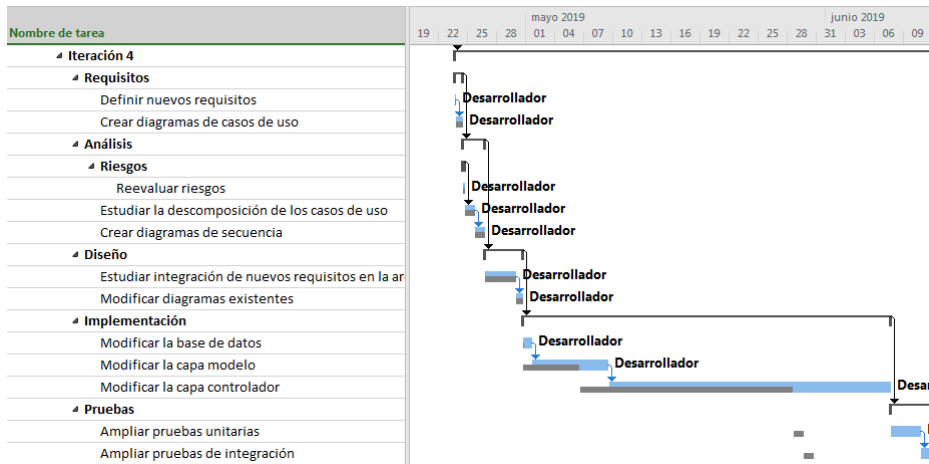 mayo 2019
junio 2019
Nombre de tarea
19 22 25 28 01 04 07 10 13 16 19 22 25 28 31 03 06 09
Iteración 4
Requisitos
Definir nuevos requisitos
Desarrollador
Crear diagramas de casos de uso
Desarrollador
Análisis
Riesgos
Reevaluar riesgos
Desarrollador
Estudiar la descomposición de los casos de uso
Desarrollador
Crear diagramas de secuencia
Desarrollador
Diseño
Estudiar integración de nuevos requisitos en la ar
Desarrollador
Modificar diagramas existentes
Desarrollador
Implementación
Modificar la base de datos
Desarrollador
Modificar la capa modelo
Desarrollador
Modificar la capa controlador
Desar
Pruebas
Ampliar pruebas unitarias
Ampliar pruebas de integración